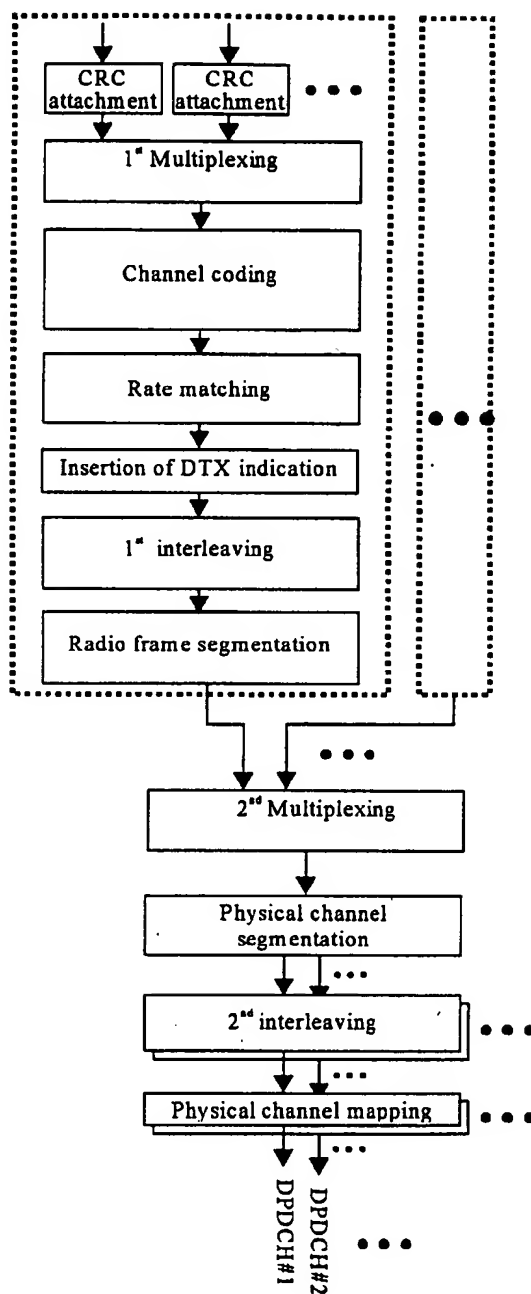 CRC
attachment
CRC
attachment
1st Multiplexing
Channel coding
Rate matching
Insertion of DTX indication
1st interleaving
Radio frame segmentation
2nd Multiplexing
Physical channel
segmentation
2nd interleaving
Physical channel mapping
DPDCH#1
DPDCH#2